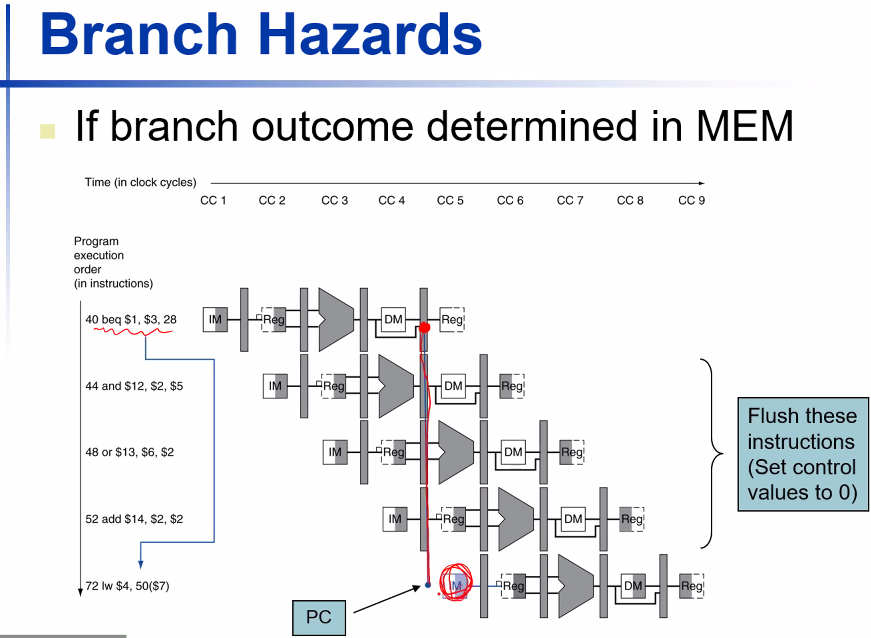 Branch Hazards
If branch outcome determined in MEM
Time (in clock cycles)
CC 1 CC 2 CC 3 CC 4 CC 5 CC 6 CC 7 CC 8 CC 9
Program
execution
order
(in instructions)
40 beq $1, $3, 28
IM Reg DM Reg
44 and $12, $2, $5
IM Reg DM Reg
48 or $13, $6, $2
IM Reg DM Reg
52 add $14, $2, $2
IM Reg DM Reg
72 lw $4, 50($7)
IM Reg DM Reg
Flush these
instructions
(Set control
values to 0)
PC